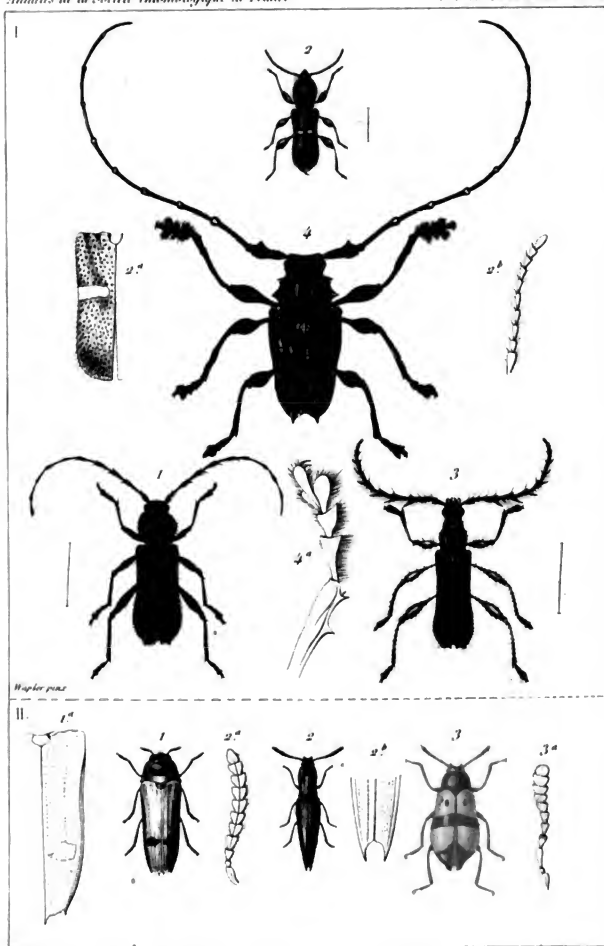 Annales de la Société Entomologique de France
I
2
4
2.a
2.b
1
3
4.a
pinx
II.
1.a 1 2.a 2 2.b 3 3.a